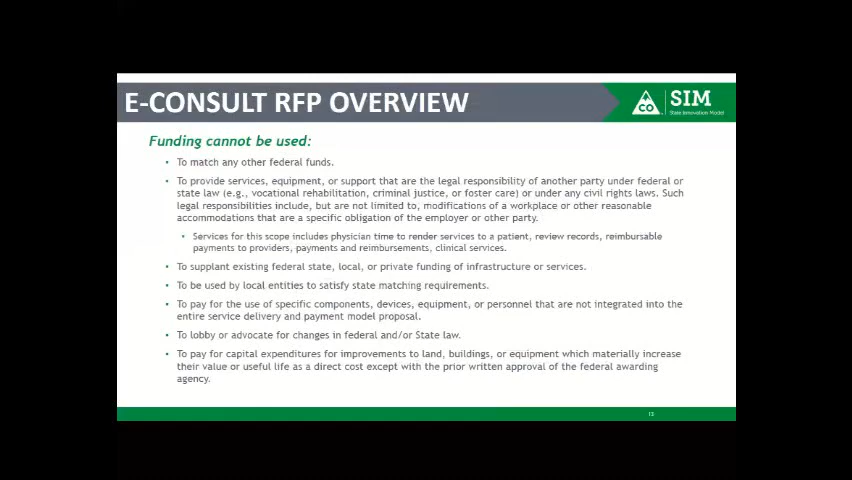 E-CONSULT RFP OVERVIEW
CO
SIM
State Innovation Model
Funding cannot be used:
• To match any other federal funds.
• To provide services, equipment, or support that are the legal responsibility of another party under federal or
state law (e.g., vocational rehabilitation, criminal justice, or foster care) or under any civil rights laws. Such
legal responsibilities include, but are not limited to, modifications of a workplace or other reasonable
accommodations that are a specific obligation of the employer or other party.
• Services for this scope includes physician time to render services to a patient, review records, reimbursable
payments to providers, payments and reimbursements, clinical services.
• To supplant existing federal state, local, or private funding of infrastructure or services.
• To be used by local entities to satisfy state matching requirements.
• To pay for the use of specific components, devices, equipment, or personnel that are not integrated into the
entire service delivery and payment model proposal.
• To lobby or advocate for changes in federal and/or State law.
• To pay for capital expenditures for improvements to land, buildings, or equipment which materially increase
their value or useful life as a direct cost except with the prior written approval of the federal awarding
agency.
13